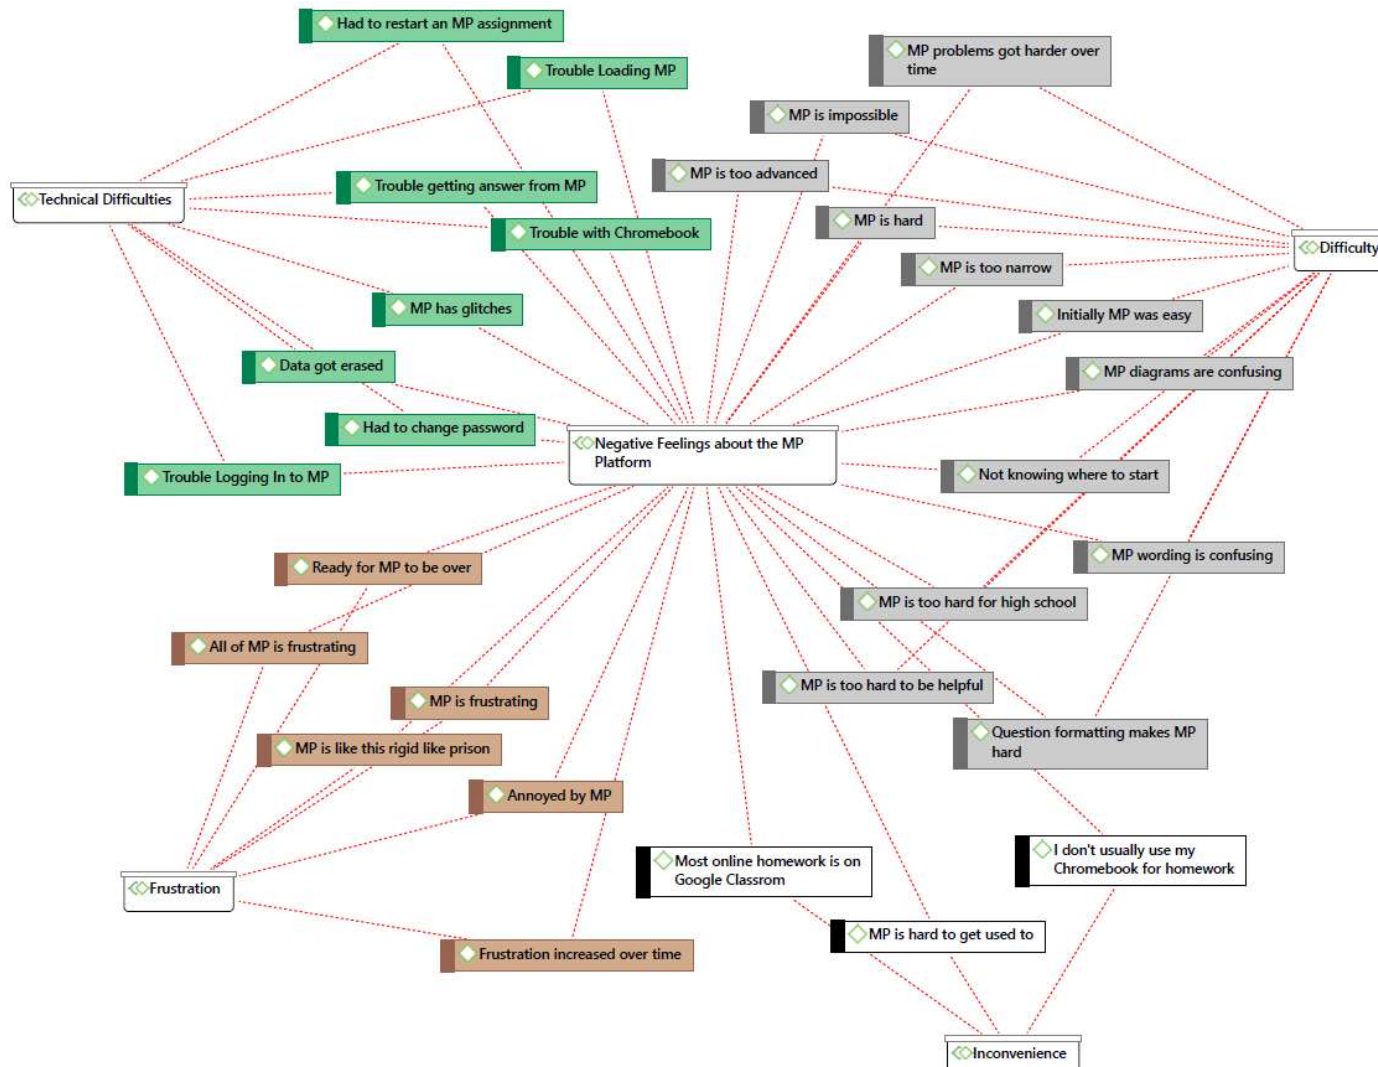 Had to restart an MP assignment
MP problems got harder over
time
Trouble Loading MP
MP is impossible
MP is too advanced
Trouble getting answer from MP
Technical Difficulties
MP is hard
Trouble with Chromebook
Difficulty
MP is too narrow
MP has glitches
Initially MP was easy
Data got erased
MP diagrams are confusing
Had to change password
Negative Feelings about the MP
Platform
Trouble Logging In to MP
Not knowing where to start
MP wording is confusing
Ready for MP to be over
MP is too hard for high school
All of MP is frustrating
MP is too hard to be helpful
MP is frustrating
Question formatting makes MP
hard
MP is like this rigid like prison
Annoyed by MP
Most online homework is on
Google Classrom
I don't usually use my
Chromebook for homework
Frustration
MP is hard to get used to
Frustration increased over time
Inconvenience